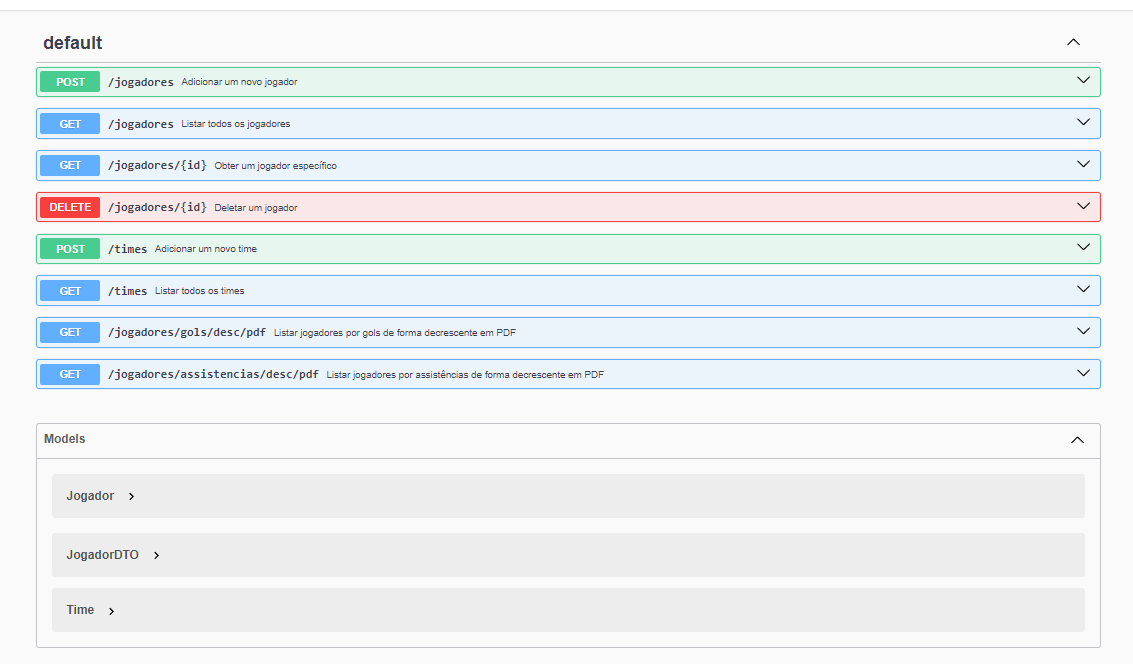 default
POST /jogadores Adicionar um novo jogador
GET /jogadores Listar todos os jogadores
GET /jogadores/{id} Obter um jogador específico
DELETE /jogadores/{id} Deletar um jogador
POST /times Adicionar um novo time
GET /times Listar todos os times
GET /jogadores/gols/desc/pdf Listar jogadores por gols de forma decrescente em PDF
GET /jogadores/assistencias/desc/pdf Listar jogadores por assistências de forma decrescente em PDF
Models
Jogador
JogadorDTO
Time